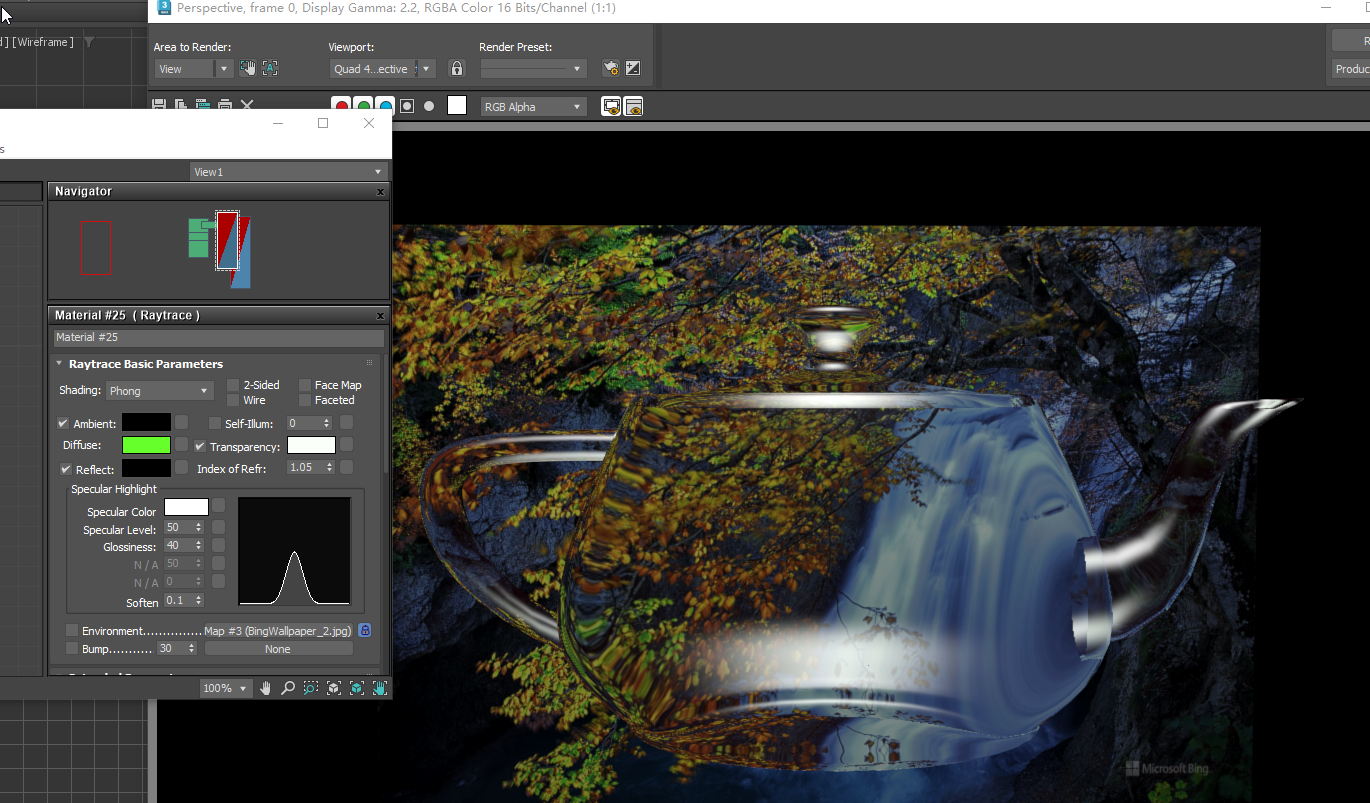 Perspective, frame 0, Display Gamma: 2.2, RGBA Color 16 Bits/Channel (1:1)
] [Wireframe ]
Area to Render:
Viewport:
Render Preset:
View
Quad 4...ective
Produc
RGB Alpha
s
View1
Navigator
Material #25 ( Raytrace )
Material #25
Raytrace Basic Parameters
Shading: Phong
2-Sided
Face Map
Wire
Faceted
Ambient:
Self-Illum: 0
Diffuse:
Transparency:
Reflect:
Index of Refr: 1.05
Specular Highlight
Specular Color
Specular Level: 50
Glossiness: 40
N / A 50
N / A 0
Soften 0.1
Environment.............. Map #3 (BingWallpaper_2.jpg)
Bump........... 30 None
100%
Microsoft Bing